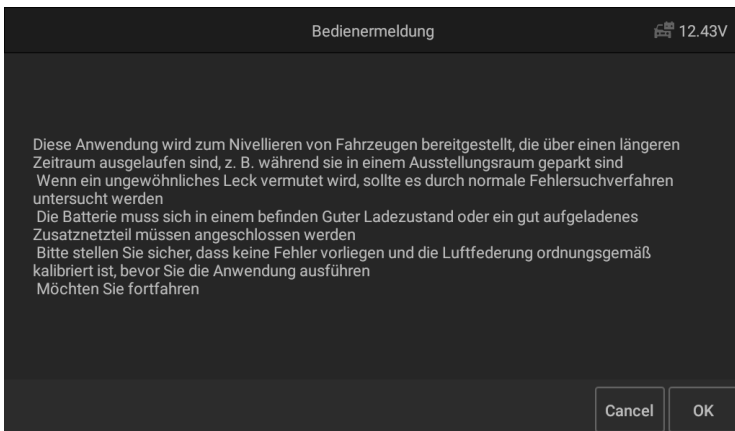 Bedienermeldung
12.43V
Diese Anwendung wird zum Nivellieren von Fahrzeugen bereitgestellt, die über einen längeren
Zeitraum ausgelaufen sind, z. B. während sie in einem Ausstellungsraum geparkt sind
Wenn ein ungewöhnliches Leck vermutet wird, sollte es durch normale Fehlersuchverfahren
untersucht werden
Die Batterie muss sich in einem befinden Guter Ladezustand oder ein gut aufgeladenes
Zusatznetzteil müssen angeschlossen werden
Bitte stellen Sie sicher, dass keine Fehler vorliegen und die Luftfederung ordnungsgemäß
kalibriert ist, bevor Sie die Anwendung ausführen
Möchten Sie fortfahren
Cancel
OK